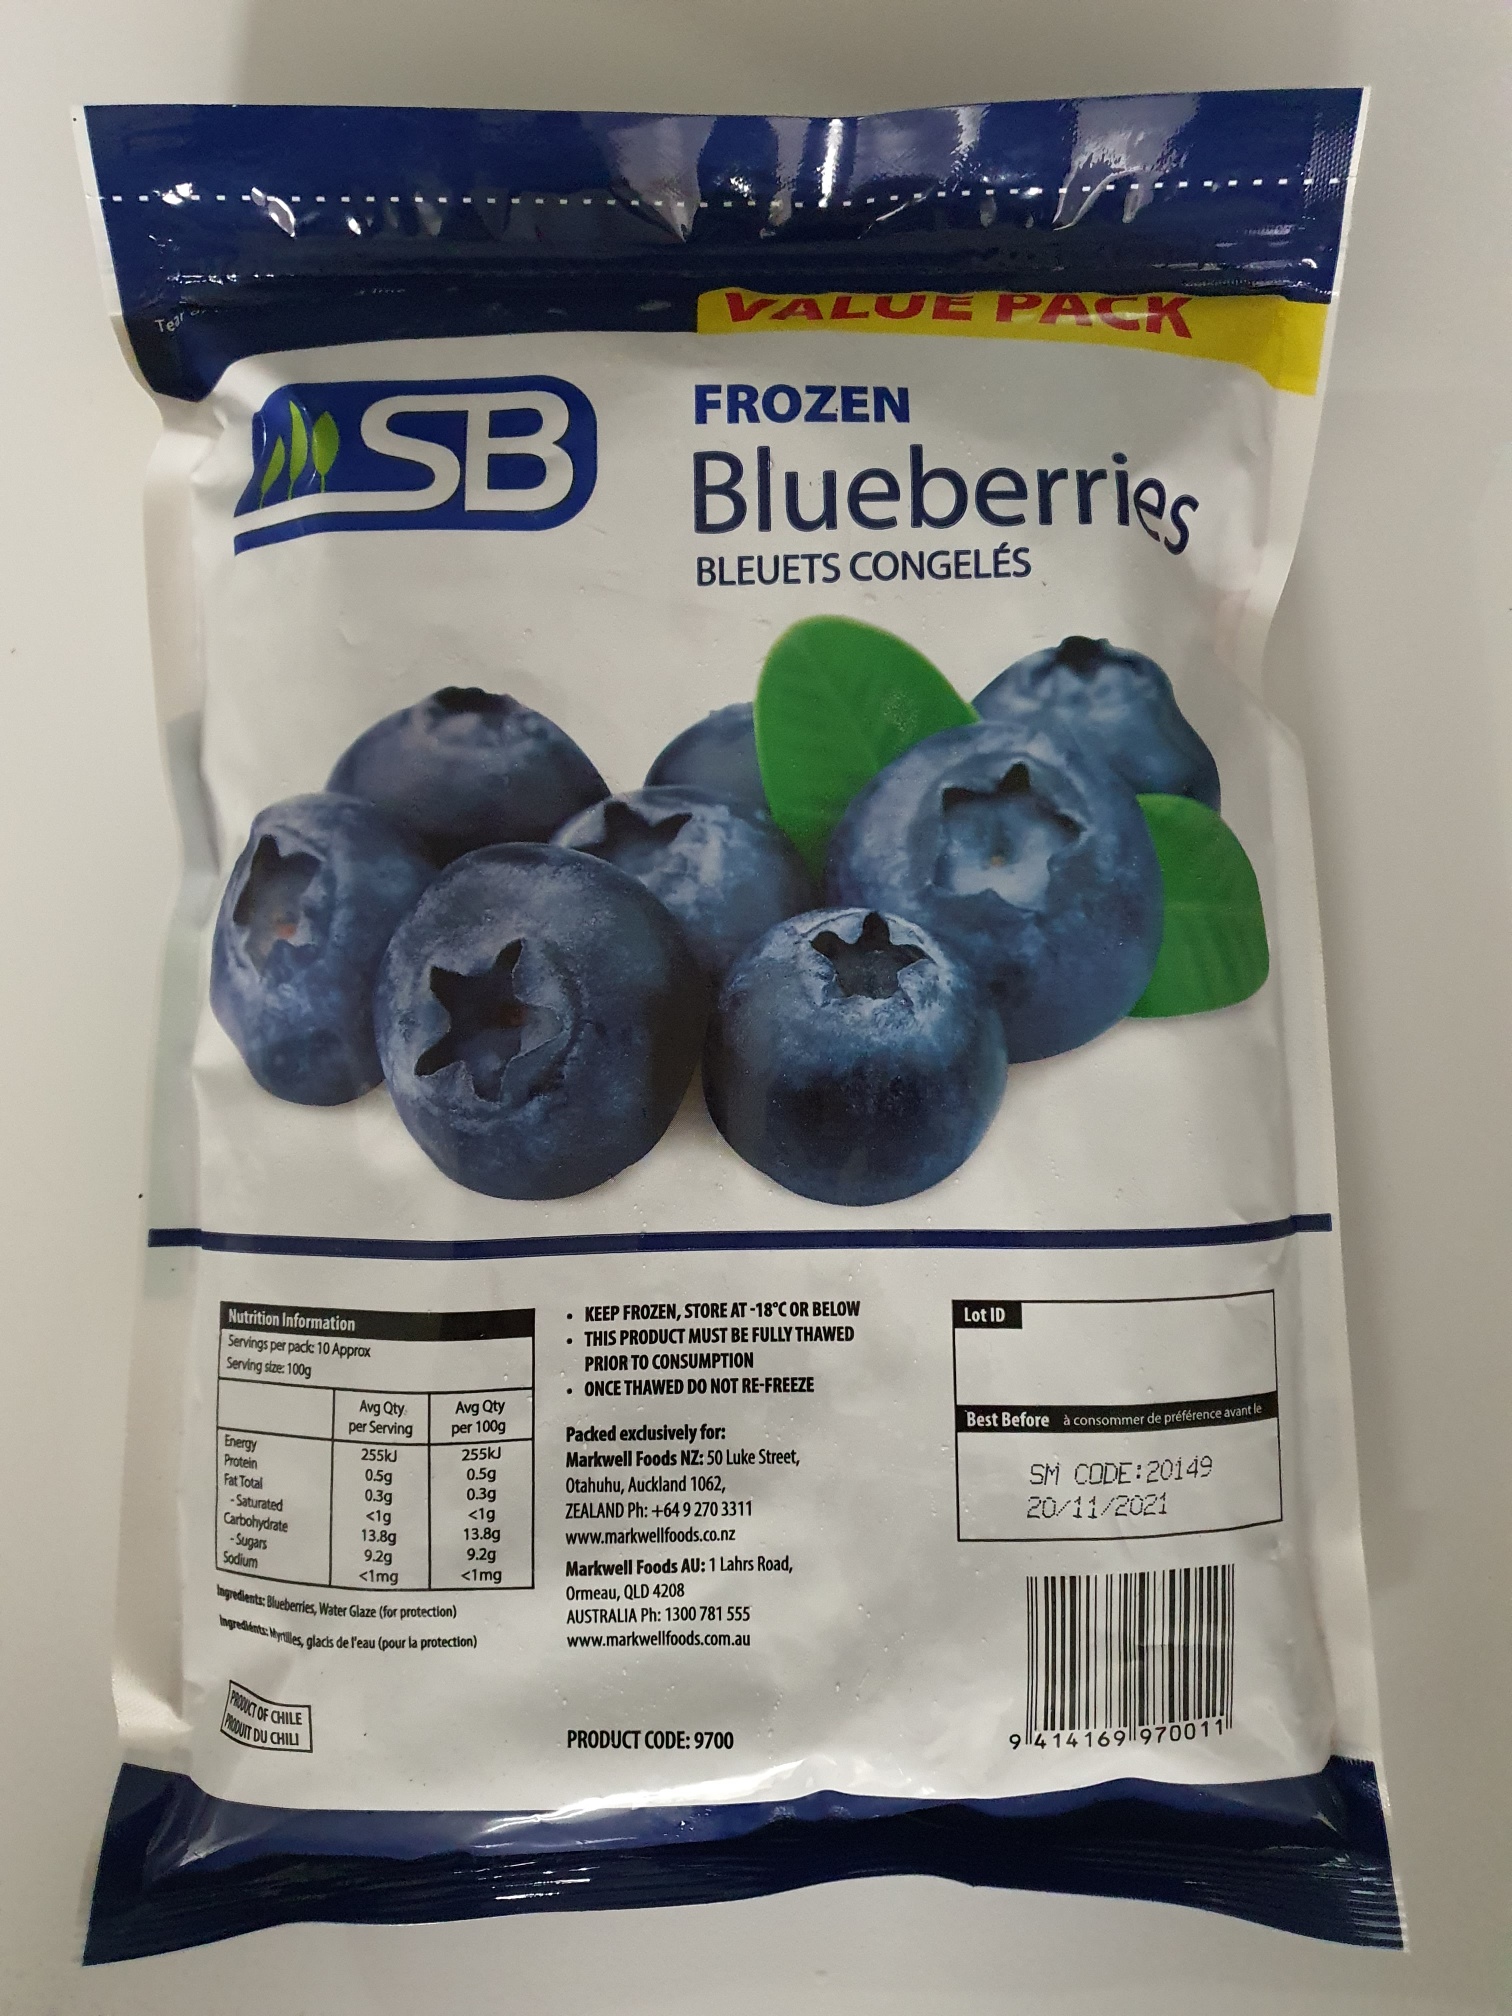 VALUE PACK
Tear
SB
FROZEN
Blueberries
BLEUETS CONGELÉS
Nutrition Information
Servings per pack: 10 Approx
Serving size: 100g
Avg Qty. per Serving Avg Qty per 100g
Energy 255kJ 255kJ
Protein 0.5g 0.5g
Fat Total 0.3g 0.3g
- Saturated <1g <1g
Carbohydrate 13.8g 13.8g
- Sugars 9.2g 9.2g
Sodium <1mg <1mg
Ingredients: Blueberries, Water Glaze (for protection)
Ingrediénts: Myrtilles, glacis de l'eau (pour la protection)
PRODUCT OF CHILE
PRODUIT DU CHILI
• KEEP FROZEN, STORE AT -18°C OR BELOW
• THIS PRODUCT MUST BE FULLY THAWED
PRIOR TO CONSUMPTION
• ONCE THAWED DO NOT RE-FREEZE
Packed exclusively for:
Markwell Foods NZ: 50 Luke Street,
Otahuhu, Auckland 1062,
ZEALAND Ph: +64 9 270 3311
www.markwellfoods.co.nz
Markwell Foods AU: 1 Lahrs Road,
Ormeau, QLD 4208
AUSTRALIA Ph: 1300 781 555
www.markwellfoods.com.au
PRODUCT CODE: 9700
Lot ID
Best Before à consommer de préférence avant le
SM CODE:20149
20/11/2021
9 414169 970011